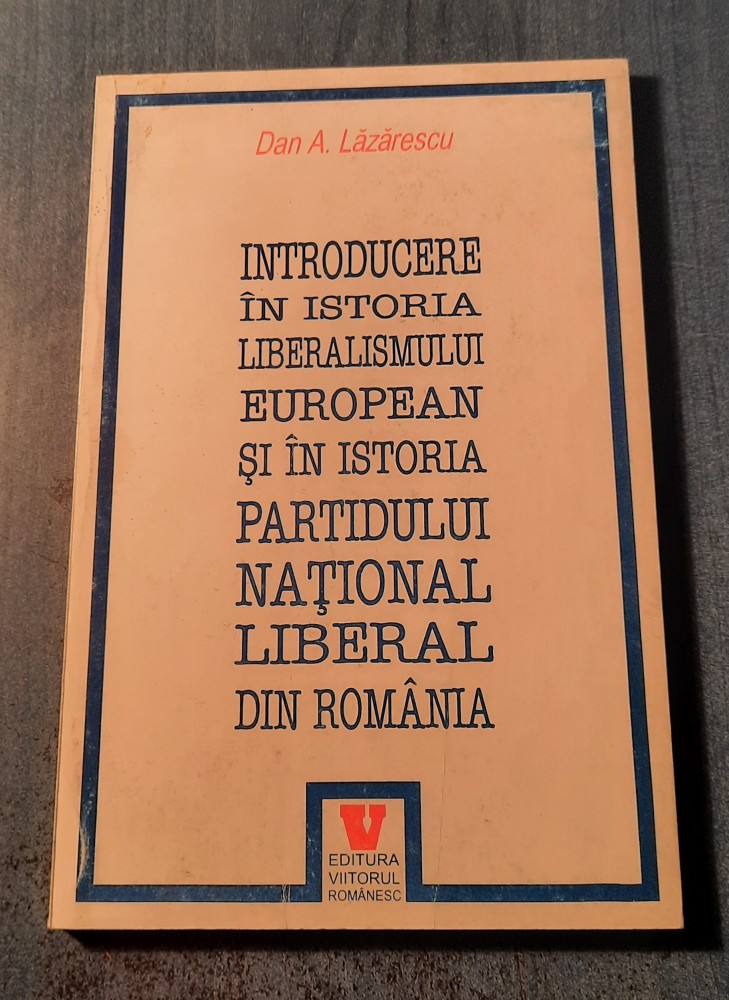 Dan A. Lăzărescu
INTRODUCERE
ÎN ISTORIA
LIBERALISMULUI
EUROPEAN
ŞI ÎN ISTORIA
PARTIDULUI
NAŢIONAL
LIBERAL
DIN ROMÂNIA
V
EDITURA
VIITORUL
ROMÂNESC